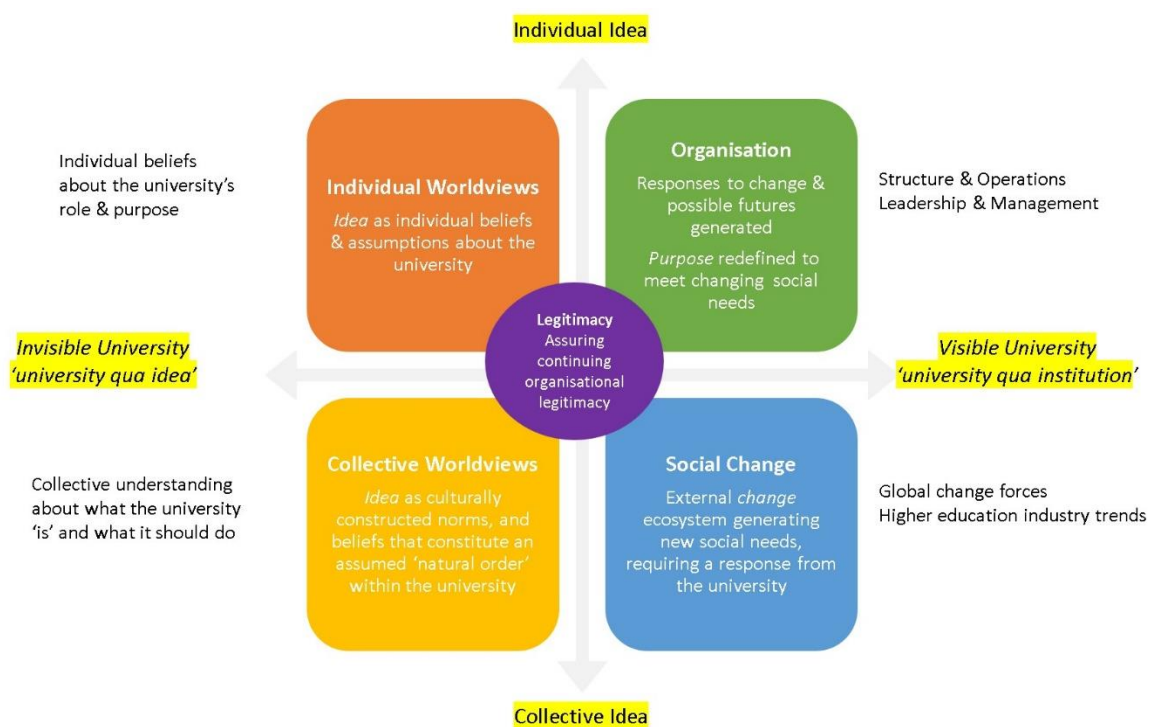 Individual Idea
Individual beliefs
about the university's
role & purpose
Individual Worldviews
Idea as individual beliefs
& assumptions about the
university
Organisation
Responses to change &
possible futures
generated
Purpose redefined to
meet changing social
needs
Structure & Operations
Leadership & Management
Invisible University
‘university qua idea’
Legitimacy
Assuring
continuing
organisational
legitimacy
Visible University
‘university qua institution’
Collective understanding
about what the university
‘is’ and what it should do
Collective Worldviews
Idea as culturally
constructed norms, and
beliefs that constitute an
assumed ‘natural order’
within the university
Social Change
External change
ecosystem generating
new social needs,
requiring a response from
the university
Global change forces
Higher education industry trends
Collective Idea